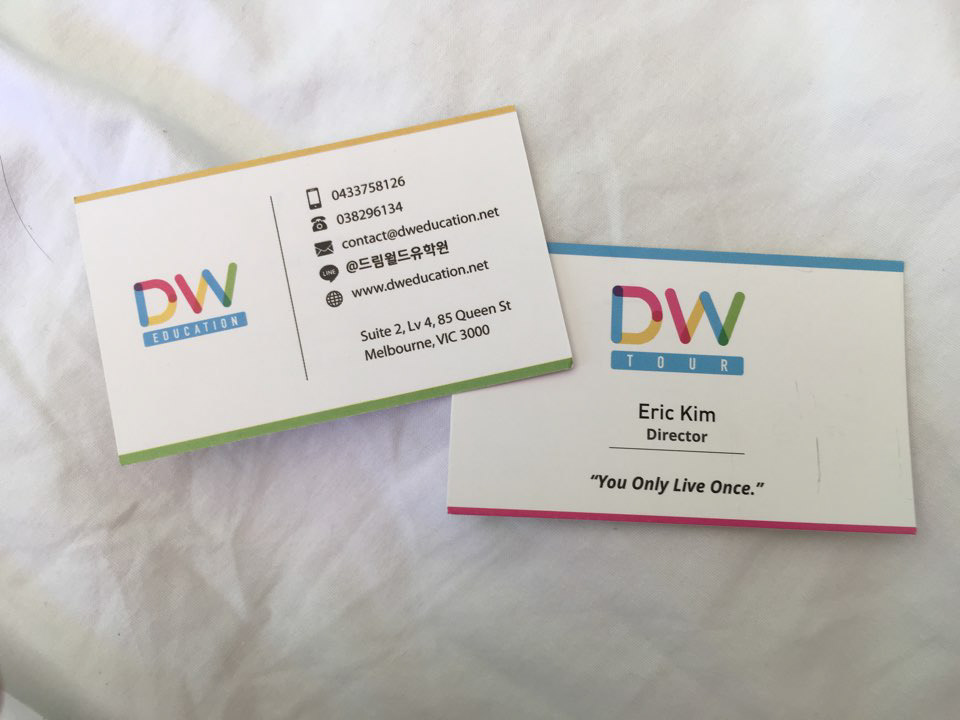 DW
EDUCATION
0433758126
038296134
contact@dweducation.net
LINE
@드림월드유학원
www.dweducation.net
Suite 2, Lv 4, 85 Queen St
Melbourne, VIC 3000
DW
TOUR
Eric Kim
Director
“You Only Live Once.”